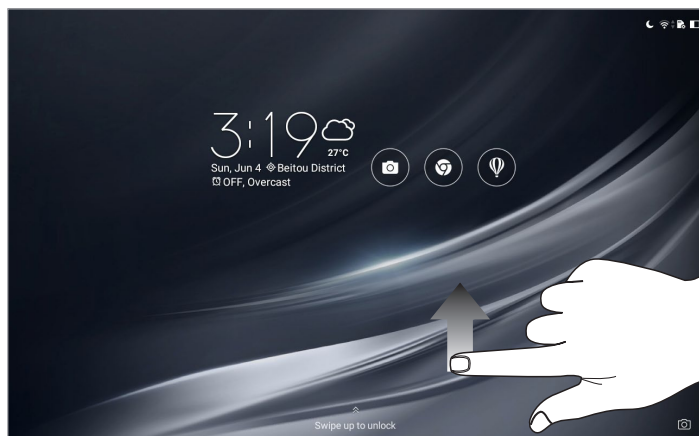 3:19
27°C
Sun, Jun 4 Beitou District
OFF, Overcast
Swipe up to unlock